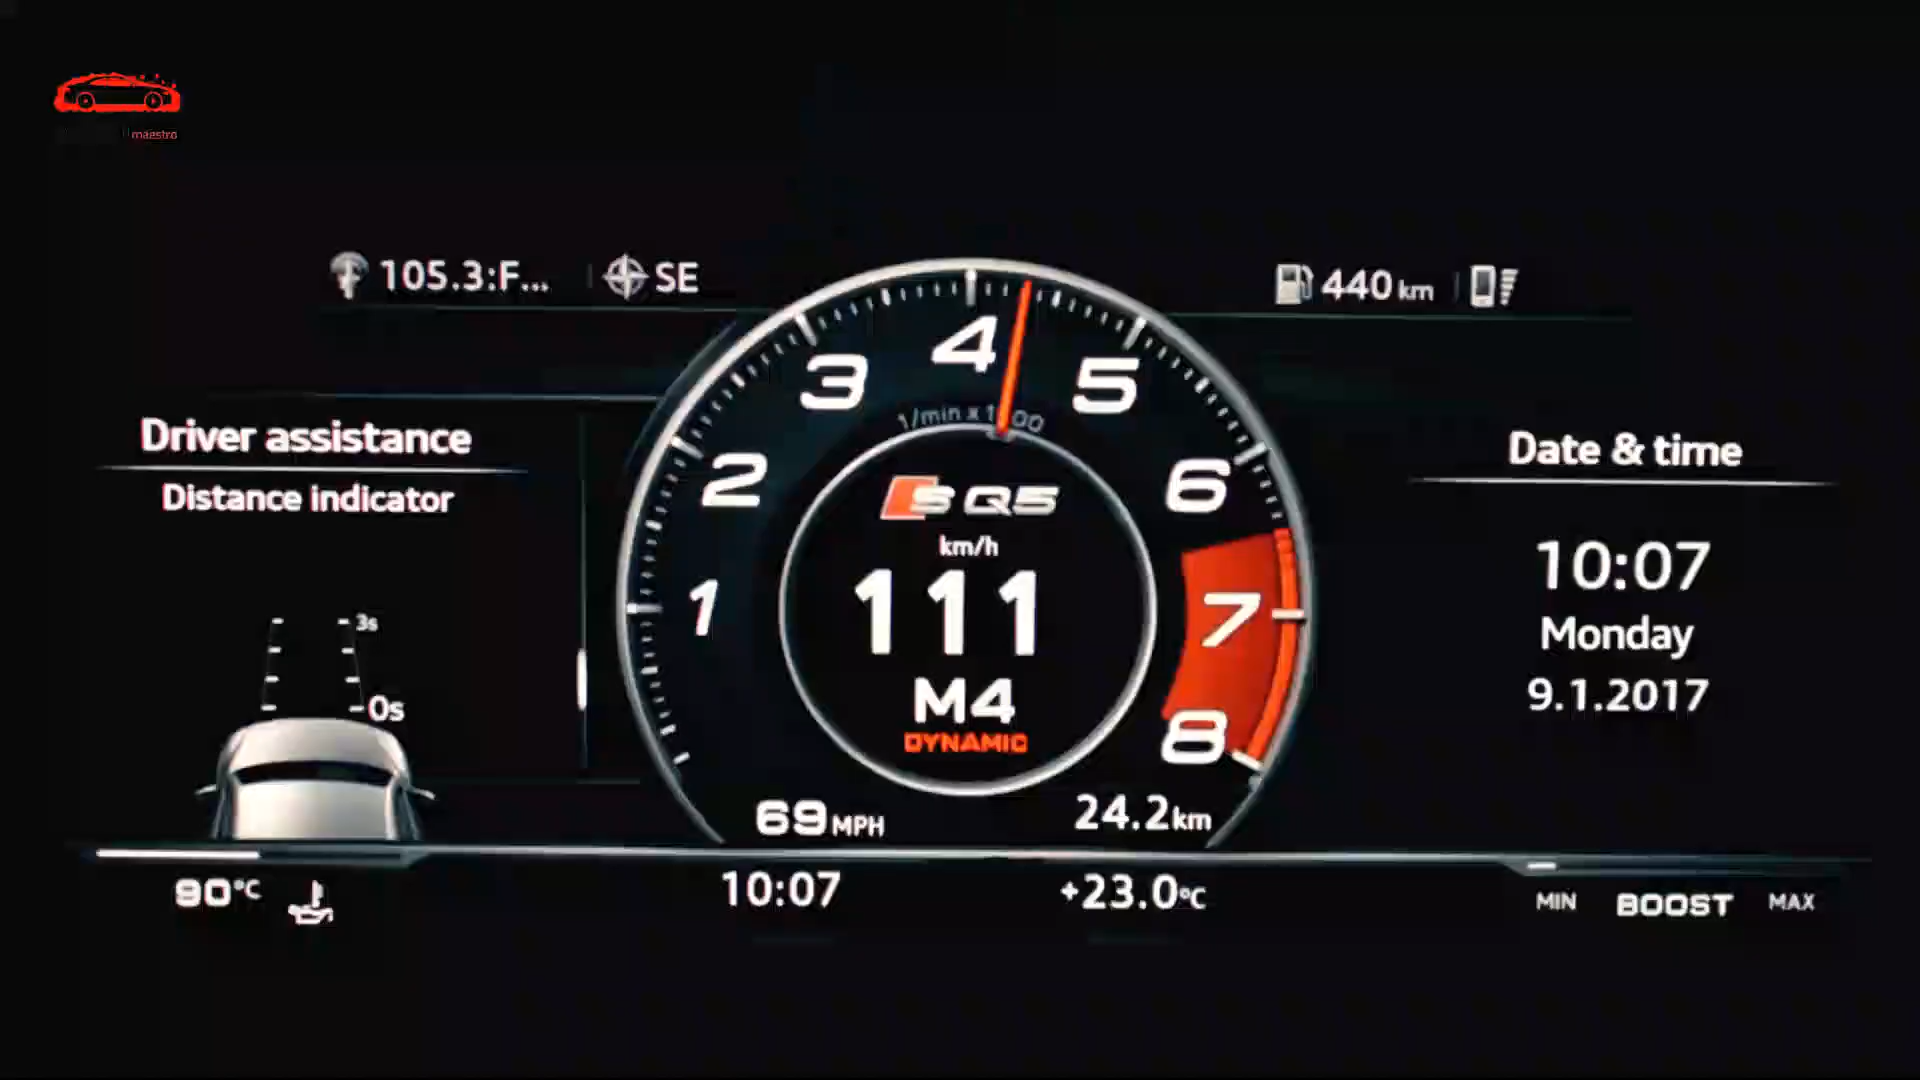 maestro
105.3:F...
SE
440 km
Driver assistance
Distance indicator
3s
0s
1
2
3
4
5
6
7
8
1/min x 1000
SQ5
km/h
111
M4
DYNAMIC
69 MPH
24.2 km
Date & time
10:07
Monday
9.1.2017
90°C
10:07
+23.0°C
MIN BOOST MAX